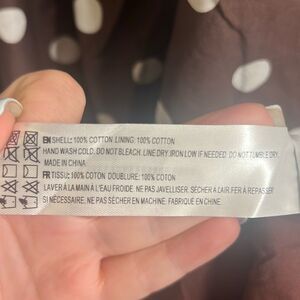 EN SHELL: 100% COTTON LINING: 100% COTTON
HAND WASH COLD. DO NOT BLEACH. LINE DRY. IRON LOW IF NEEDED. DO NOT TUMBLE DRY.
MADE IN CHINA
FR TISSU: 100% COTON DOUBLURE: 100% COTON
LAVER À LA MAIN À L'EAU FROIDE. NE PAS JAVELLISER. SÉCHER À L'AIR. FER À REPASSER
SI NÉCESSAIRE. NE PAS SÉCHER EN MACHINE. FABRIQUÉ EN CHINE.